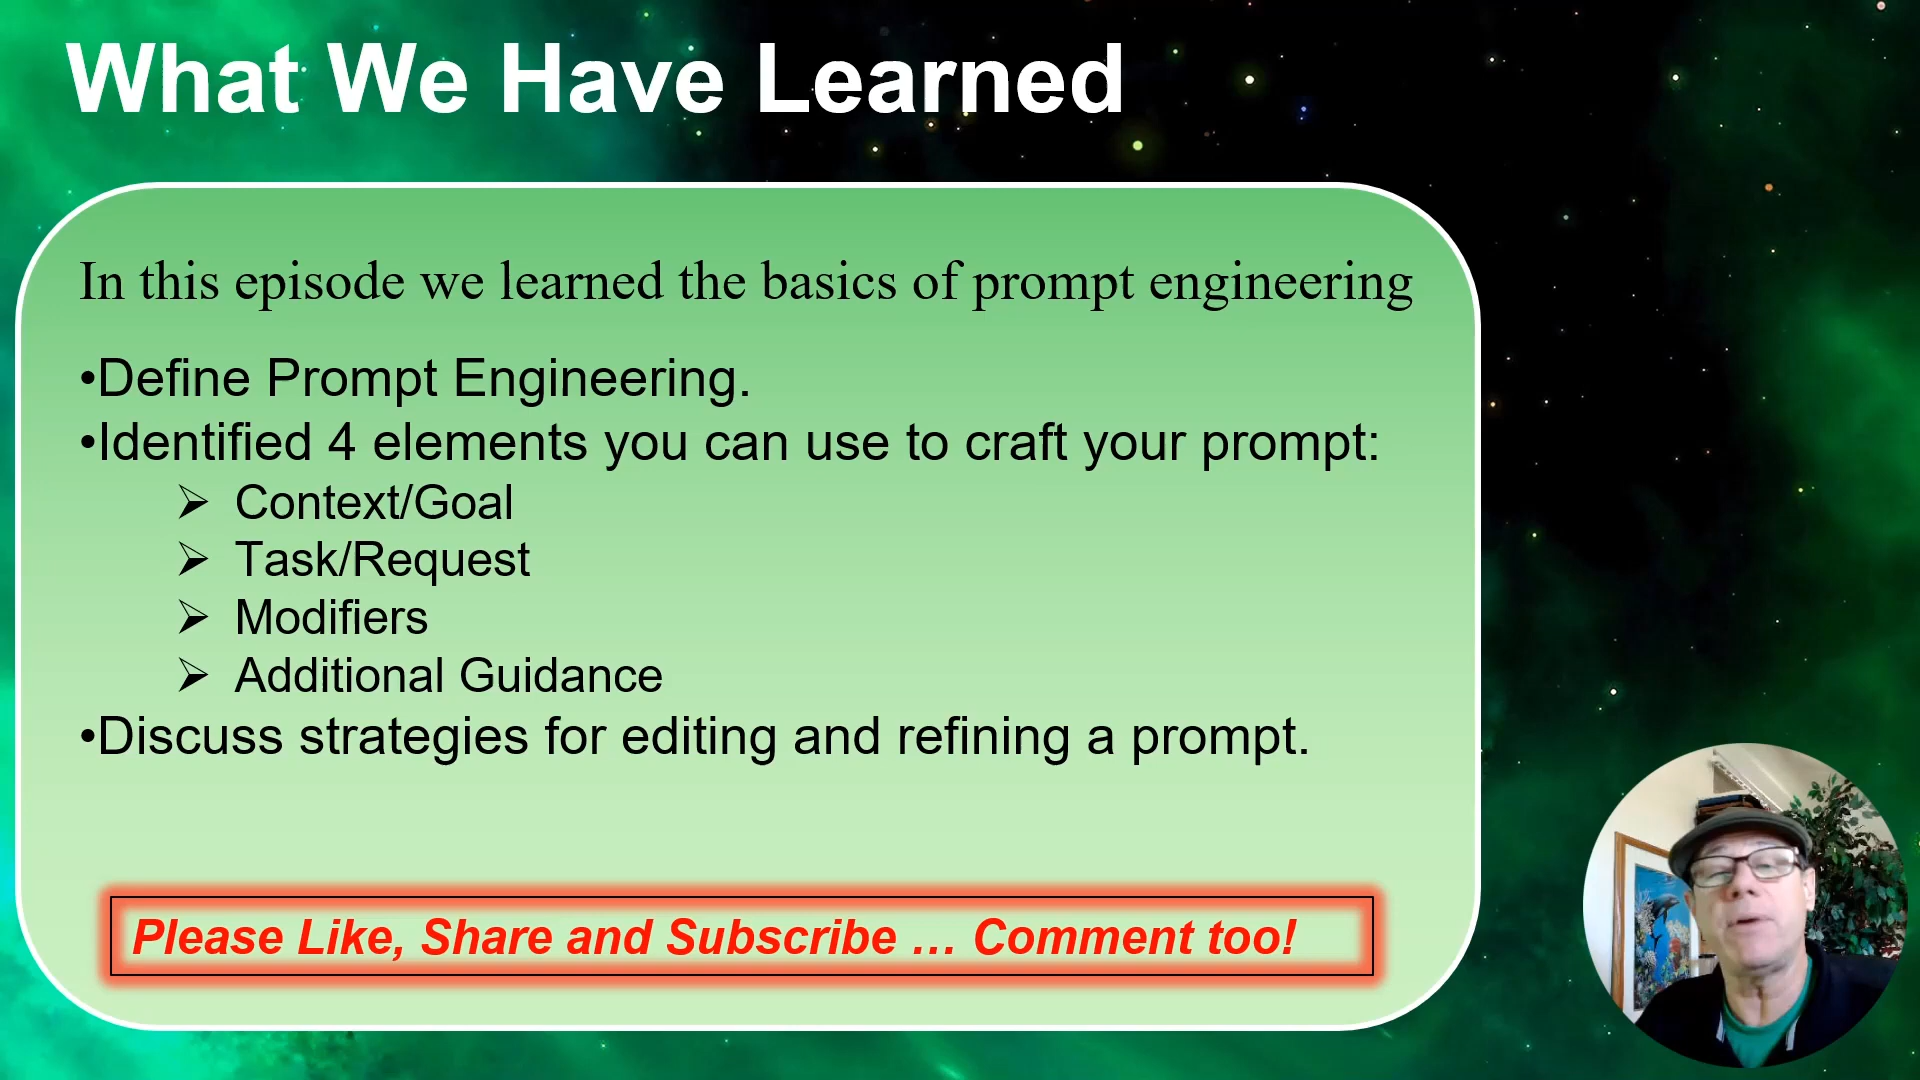 What We Have Learned
In this episode we learned the basics of prompt engineering
•Define Prompt Engineering.
•Identified 4 elements you can use to craft your prompt:
➢ Context/Goal
➢ Task/Request
➢ Modifiers
➢ Additional Guidance
•Discuss strategies for editing and refining a prompt.
Please Like, Share and Subscribe … Comment too!